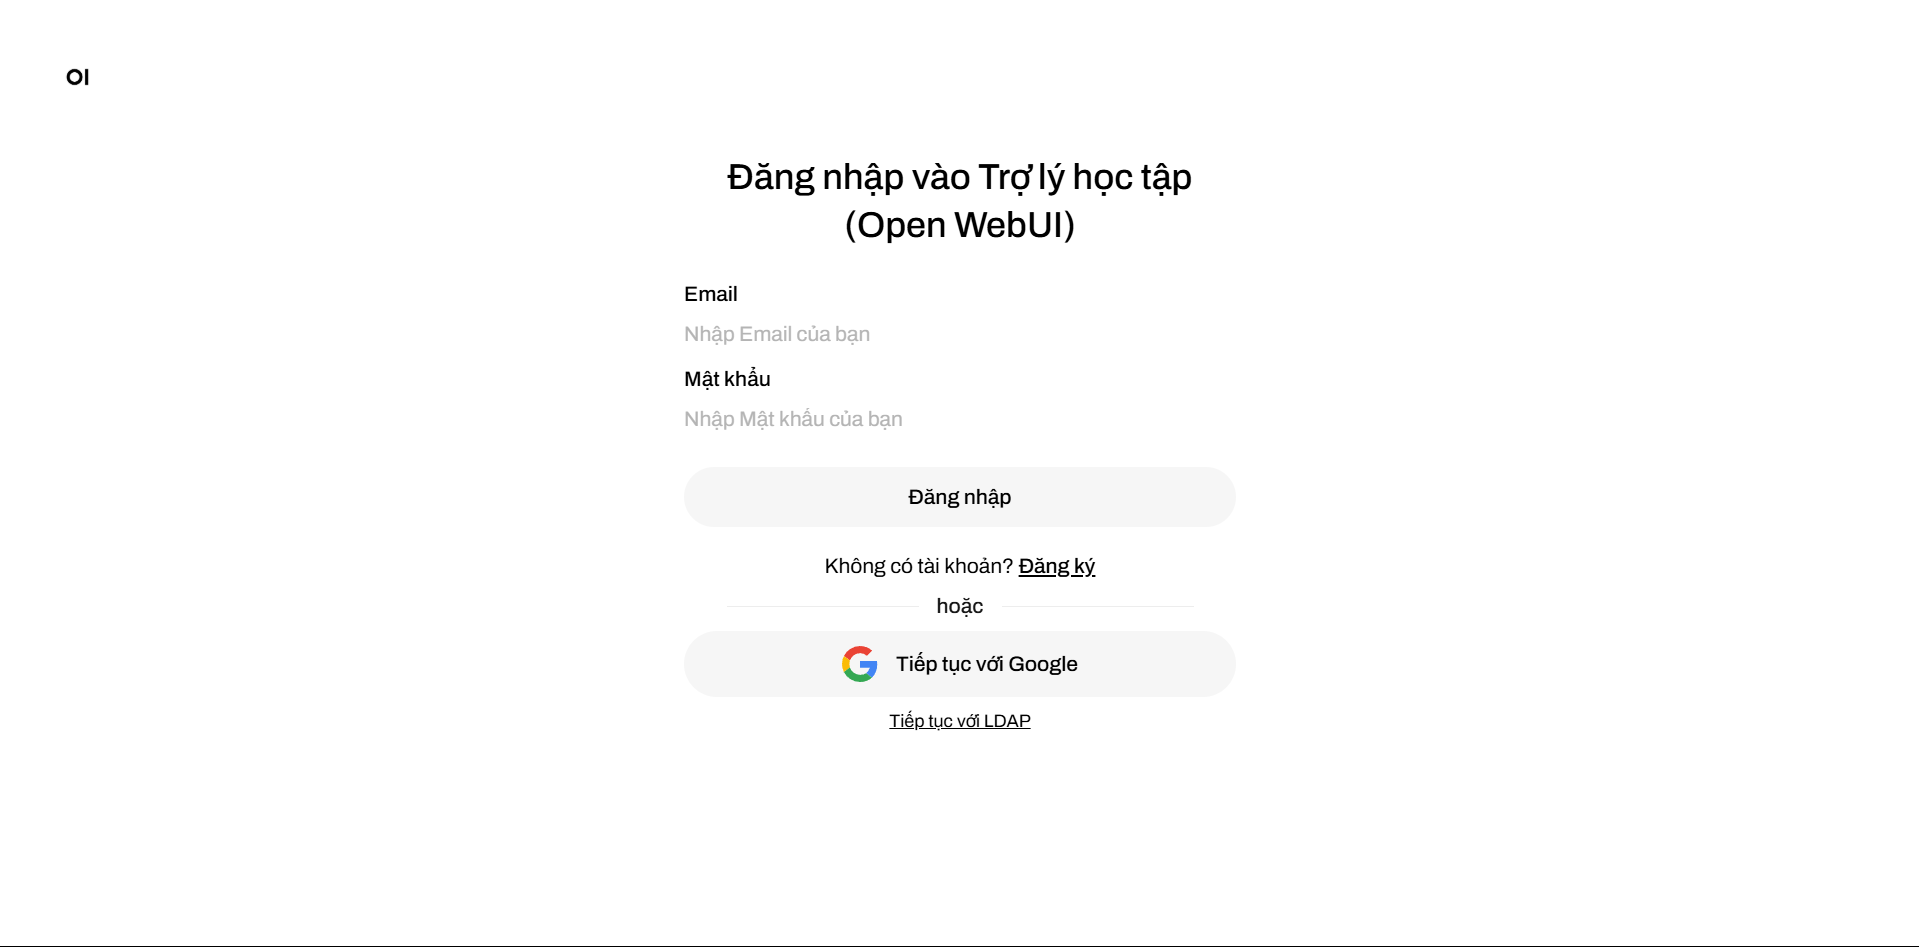 OI
Đăng nhập vào Trợ lý học tập
(Open WebUI)
Email
Nhập Email của bạn
Mật khẩu
Nhập Mật khẩu của bạn
Đăng nhập
Không có tài khoản? Đăng ký
hoặc
Tiếp tục với Google
Tiếp tục với LDAP